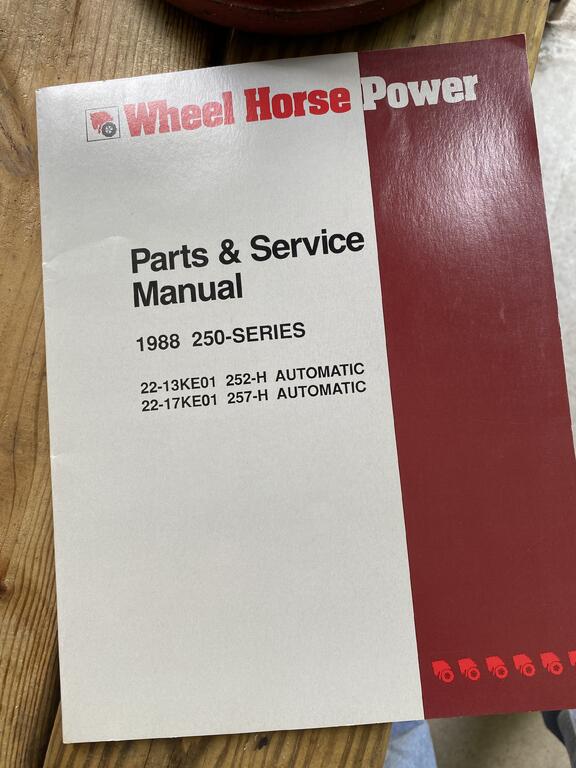 Wheel Horse Power
Parts & Service
Manual
1988 250-SERIES
22-13KE01 252-H AUTOMATIC
22-17KE01 257-H AUTOMATIC